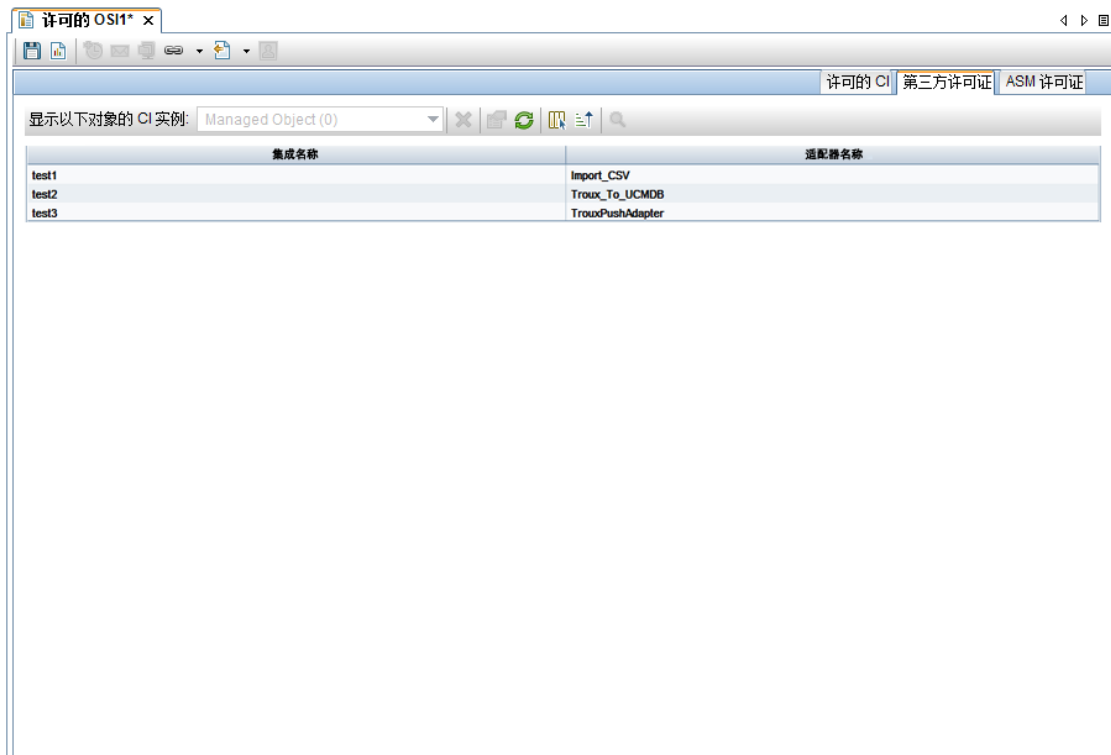 许可的 OSI1*
许可的 CI 第三方许可证 ASM 许可证
显示以下对象的 CI 实例: Managed Object (0)
集成名称 适配器名称
test1 Import_CSV
test2 Troux_To_UCMDB
test3 TrouxPushAdapter